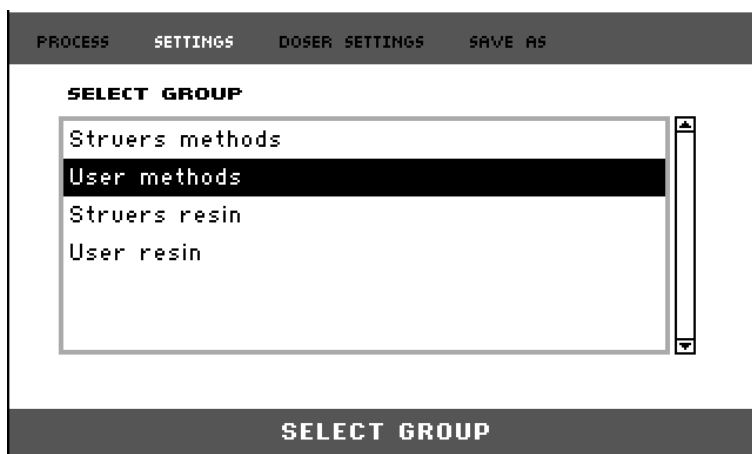 PROCESS SETTINGS DOSER SETTINGS SAVE AS
SELECT GROUP
Struers methods
User methods
Struers resin
User resin
SELECT GROUP